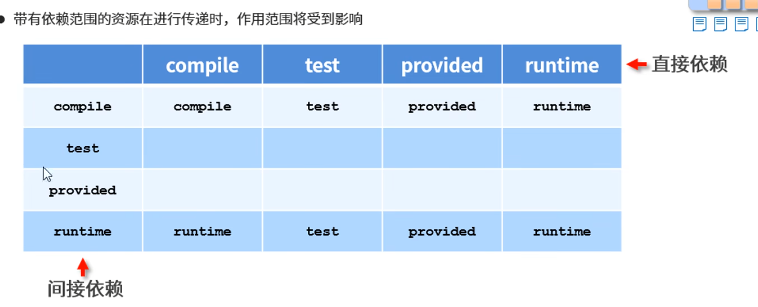 带有依赖范围的资源在进行传递时，作用范围将受到影响
compile test provided runtime 直接依赖
compile compile test provided runtime
test
provided
runtime runtime test provided runtime
间接依赖